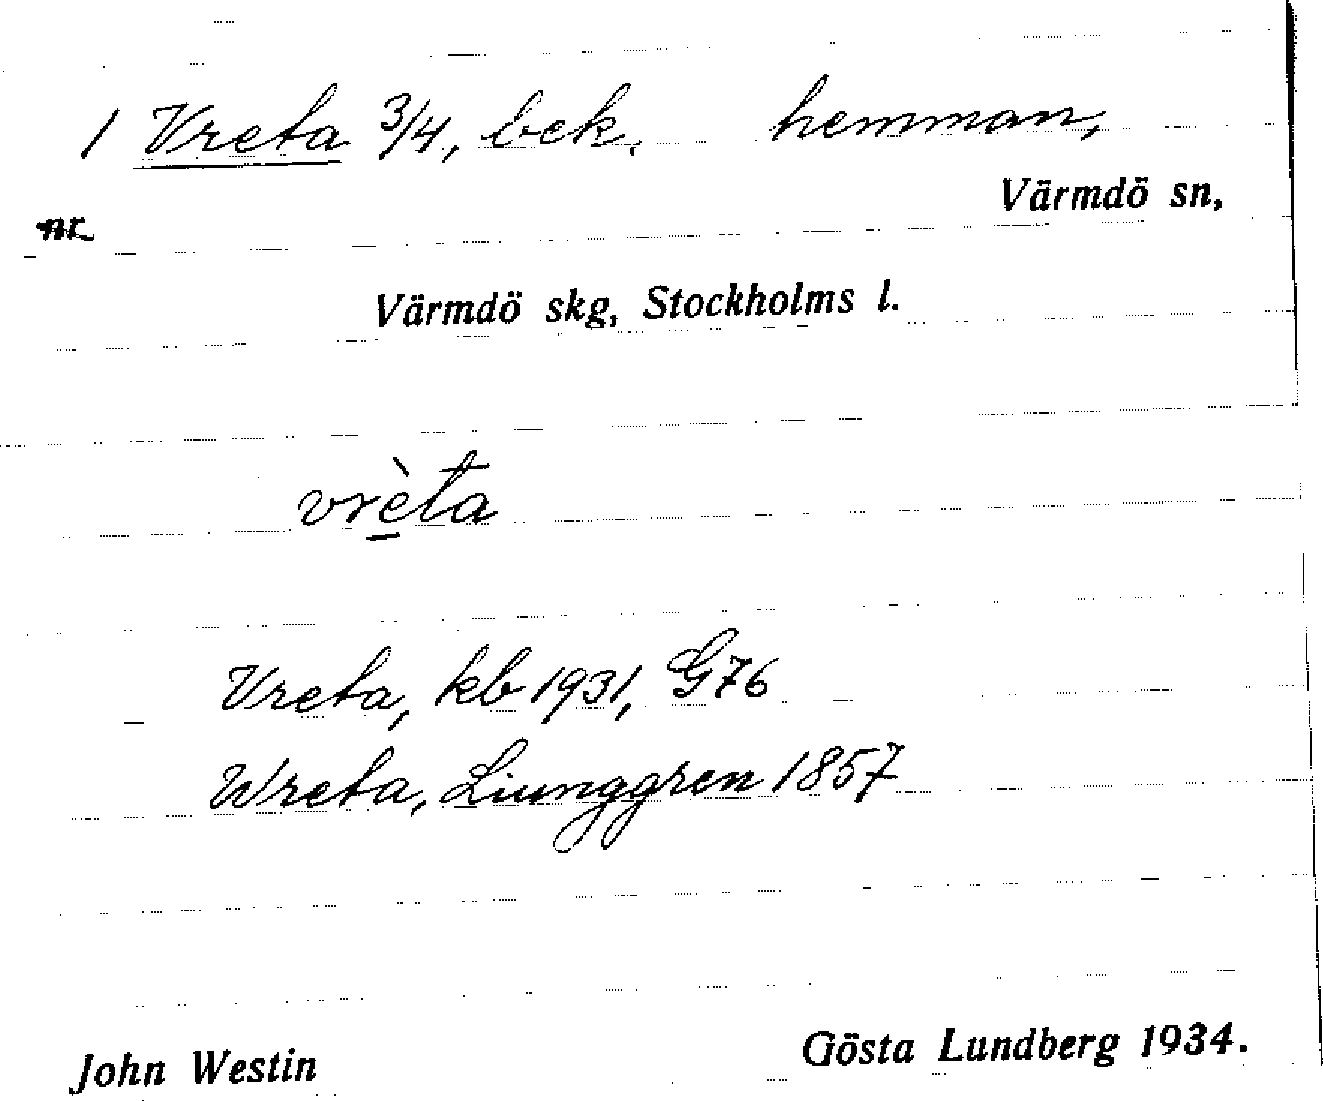 1 Vreta 3/4, bek. hemman,
Värmdö sn,
nr
Värmdö skg, Stockholms l.
vrèta
Vreta, kb 1931, G76
Wreta, Liunggren 1857
John Westin Gösta Lundberg 1934.